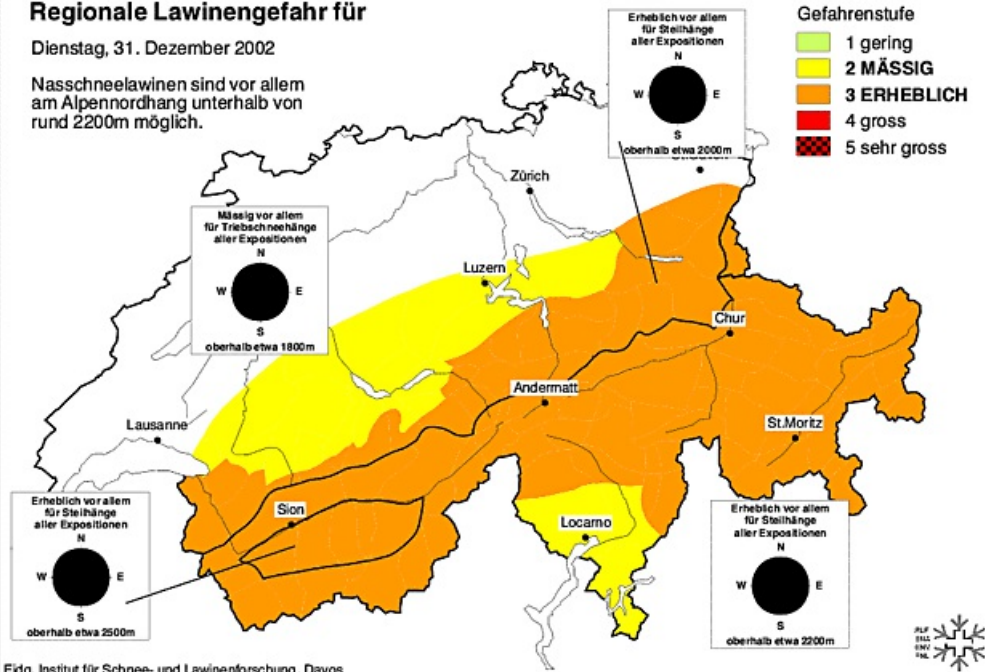 Regionale Lawinengefahr für
Dienstag, 31. Dezember 2002
Nasschneelawinen sind vor allem
am Alpennordhang unterhalb von
rund 2200m möglich.
Gefahrenstufe
1 gering
2 MÄSSIG
3 ERHEBLICH
4 gross
5 sehr gross
Erheblich vor allem
für Steilhänge
aller Expositionen
N
W E
S
oberhalb etwa 2000m
Zürich
Mässig vor allem
für Triebschneehänge
aller Expositionen
N
W E
S
oberhalb etwa 1800m
Luzern
Chur
Andermatt
Lausanne
St.Moritz
Sion
Locarno
Erheblich vor allem
für Steilhänge
aller Expositionen
N
W E
S
oberhalb etwa 2500m
Erheblich vor allem
für Steilhänge
aller Expositionen
N
W E
S
oberhalb etwa 2200m
Eidg. Institut für Schnee- und Lawinenforschung, Davos